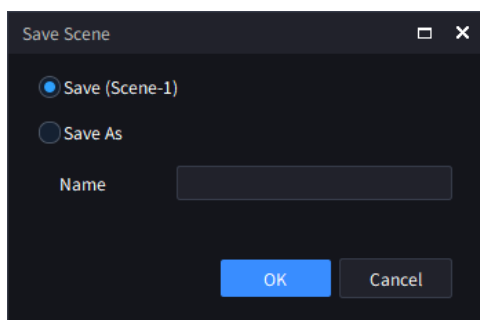 Save Scene
Save (Scene-1)
Save As
Name
OK Cancel